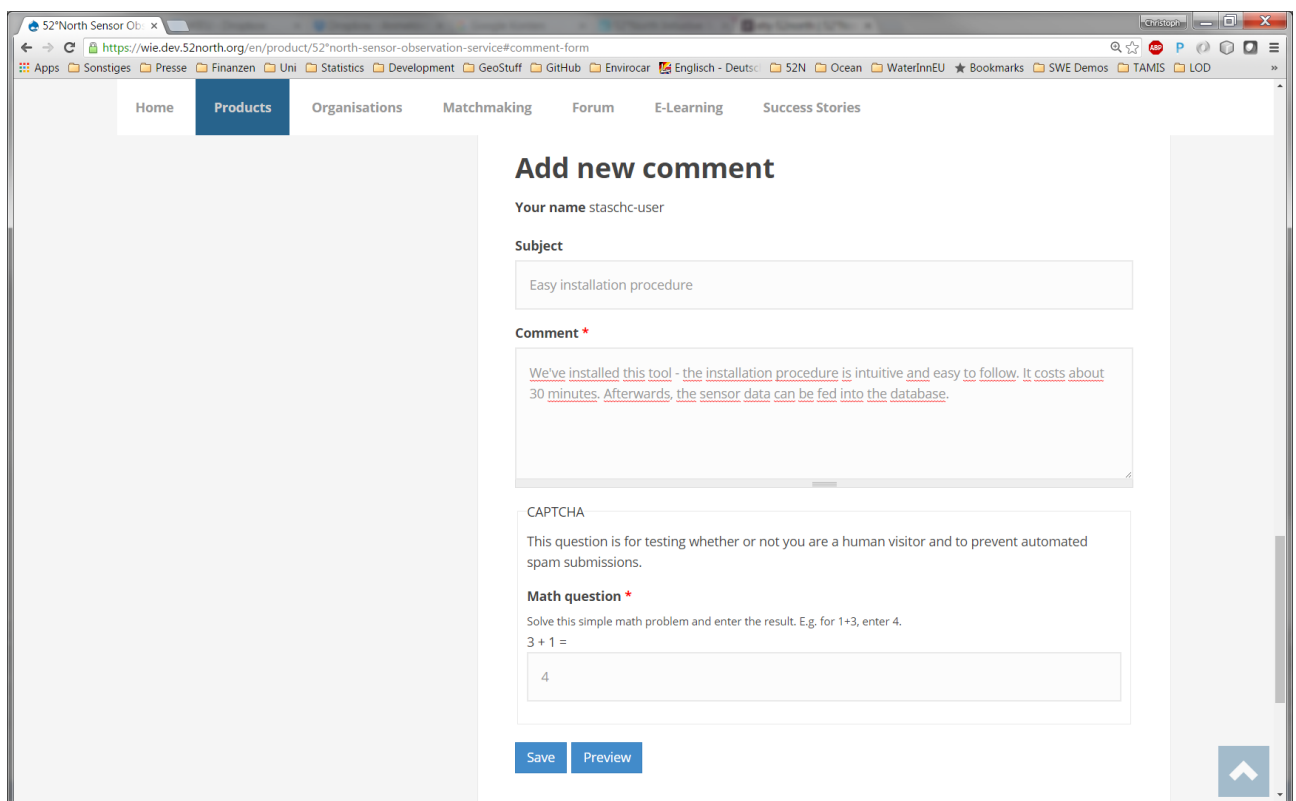 52°North Sensor Ob
Christoph
https://wie.dev.52north.org/en/product/52°north-sensor-observation-service#comment-form
ABP P
Apps Sonstiges Presse Finanzen Uni Statistics Development GeoStuff GitHub Envirocar Englisch - Deutsc 52N Ocean WaterInnEU Bookmarks SWE Demos TAMIS LOD »
Home Products Organisations Matchmaking Forum E-Learning Success Stories
Add new comment
Your name staschc-user
Subject
Easy installation procedure
Comment *
We've installed this tool - the installation procedure is intuitive and easy to follow. It costs about
30 minutes. Afterwards, the sensor data can be fed into the database.
CAPTCHA
This question is for testing whether or not you are a human visitor and to prevent automated
spam submissions.
Math question *
Solve this simple math problem and enter the result. E.g. for 1+3, enter 4.
3 + 1 =
4
Save Preview